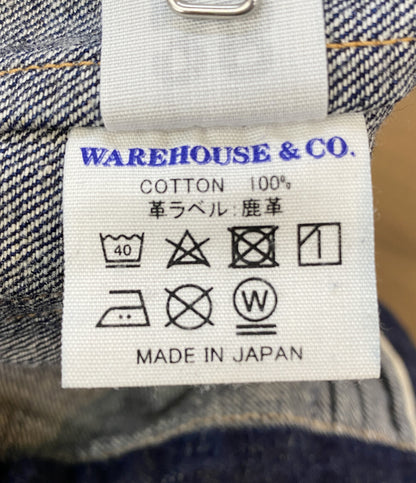 WAREHOUSE & CO.
COTTON 100%
革ラベル:鹿革
40
W
MADE IN JAPAN